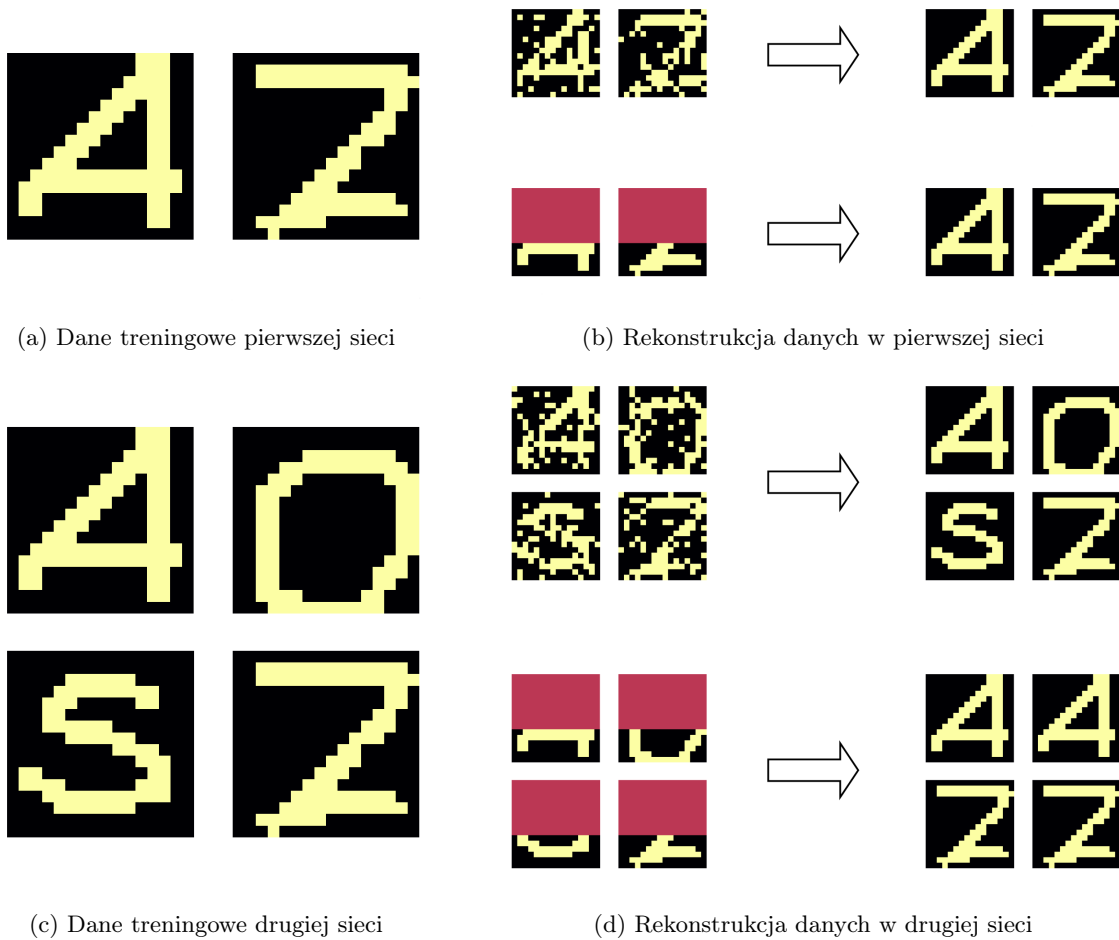 (a) Dane treningowe pierwszej sieci
(b) Rekonstrukcja danych w pierwszej sieci
(c) Dane treningowe drugiej sieci
(d) Rekonstrukcja danych w drugiej sieci